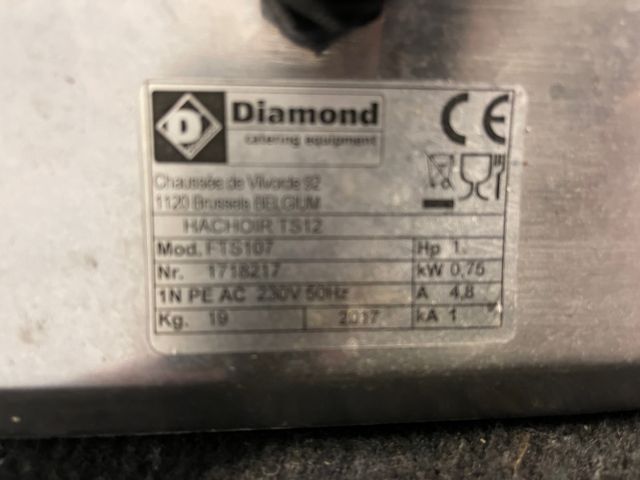 D
Diamond
catering equipment
CE
Chaussée de Vilvorde 92
1120 Brussels BELGIUM
HACHOIR TS12
Mod. FTS107 Hp 1.
Nr. 1718217 kW 0,75
1N PE AC 230V 50Hz A 4,8
Kg. 19 2017 kA 1